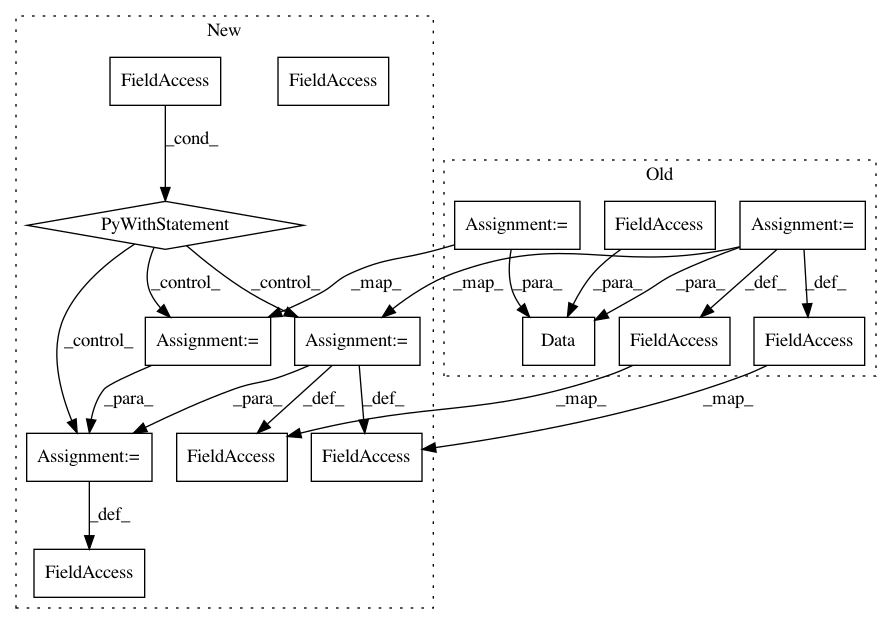 New
FieldAccess
FieldAccess
_cond_
Old
PyWithStatement
Assignment:=
FieldAccess
Assignment:=
_control_
_control_
_control_
_map_
_map_
_para_
_para_
_para_
_def_
_def_
Assignment:=
Assignment:=
Data
FieldAccess
FieldAccess
_para_
_para_
_def_
_def_
_map_
_map_
Assignment:=
FieldAccess
FieldAccess
_def_
FieldAccess